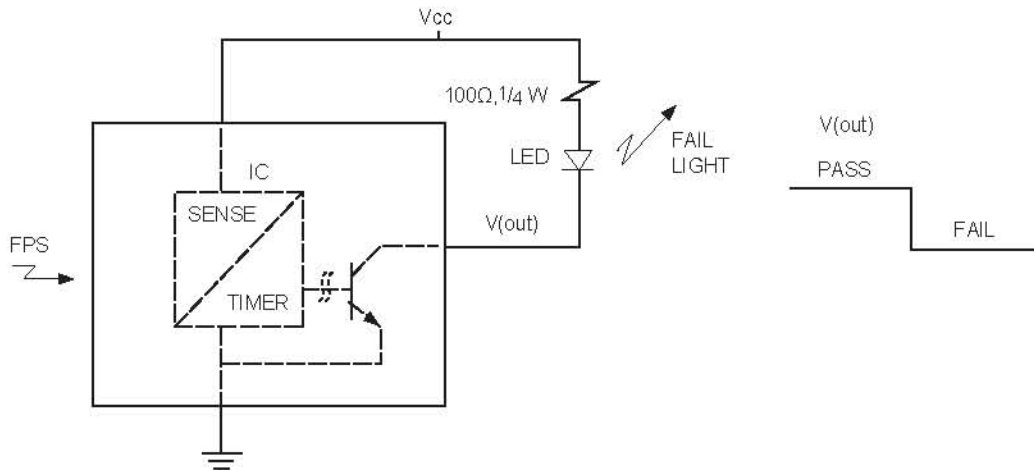 Vcc
100Ω,1/4 W
LED
FAIL
LIGHT
V(out)
PASS
FAIL
IC
SENSE
TIMER
V(out)
FPS